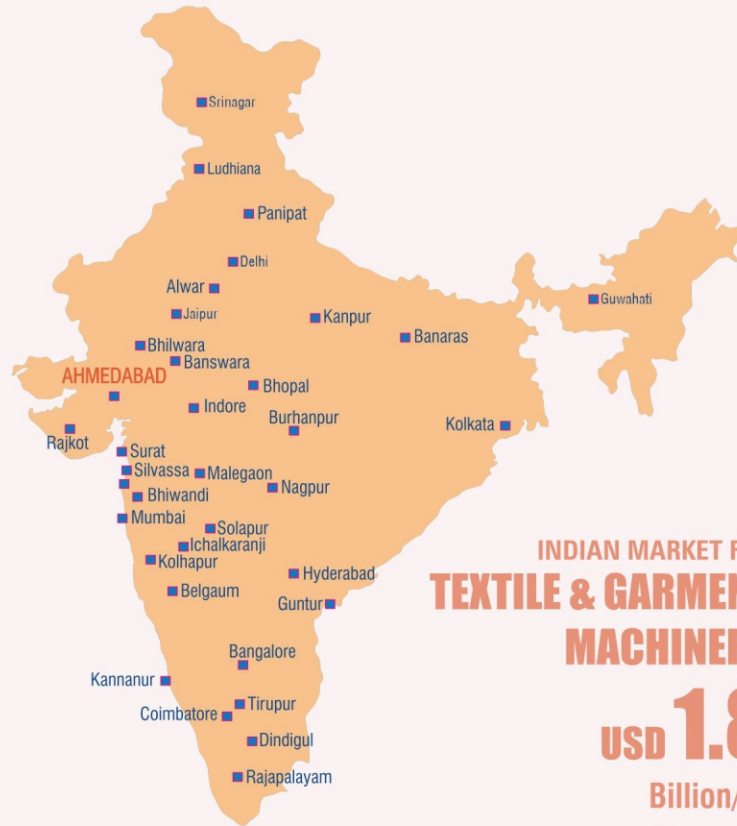 Srinagar
Ludhiana
Panipat
Delhi
Alwar
Jaipur
Kanpur
Guwahati
Banaras
Bhilwara
Banswara
AHMEDABAD
Bhopal
Indore
Burhanpur
Kolkata
Rajkot
Surat
Silvassa
Malegaon
Nagpur
Bhiwandi
Mumbai
Solapur
Ichalkaranji
Kolhapur
Hyderabad
Belgaum
Guntur
INDIAN MARKET F
TEXTILE & GARMEN
MACHINE
USD 1.8
Billion/
Bangalore
Kannanur
Tirupur
Coimbatore
Dindigul
Rajapalayam